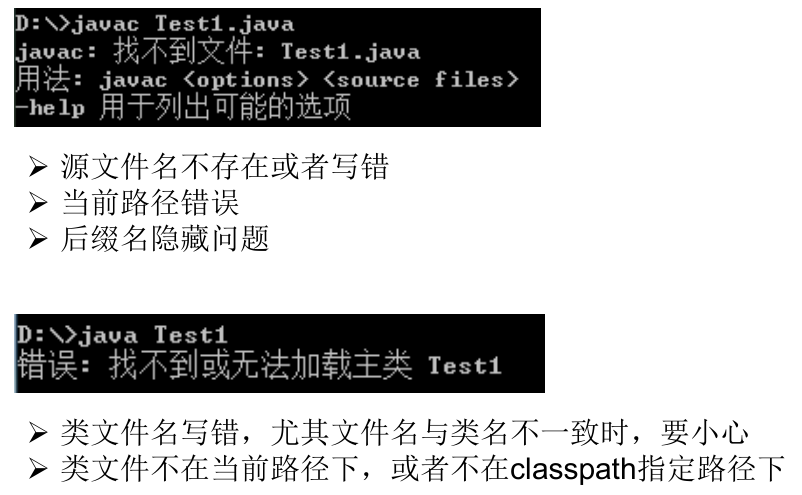 D:\>javac Test1.java
javac: 找不到文件: Test1.java
用法: javac <options> <source files>
-help 用于列出可能的选项
➢ 源文件名不存在或者写错
➢ 当前路径错误
➢ 后缀名隐藏问题
D:\>java Test1
错误: 找不到或无法加载主类 Test1
➢ 类文件名写错，尤其文件名与类名不一致时，要小心
➢ 类文件不在当前路径下，或者不在classpath指定路径下